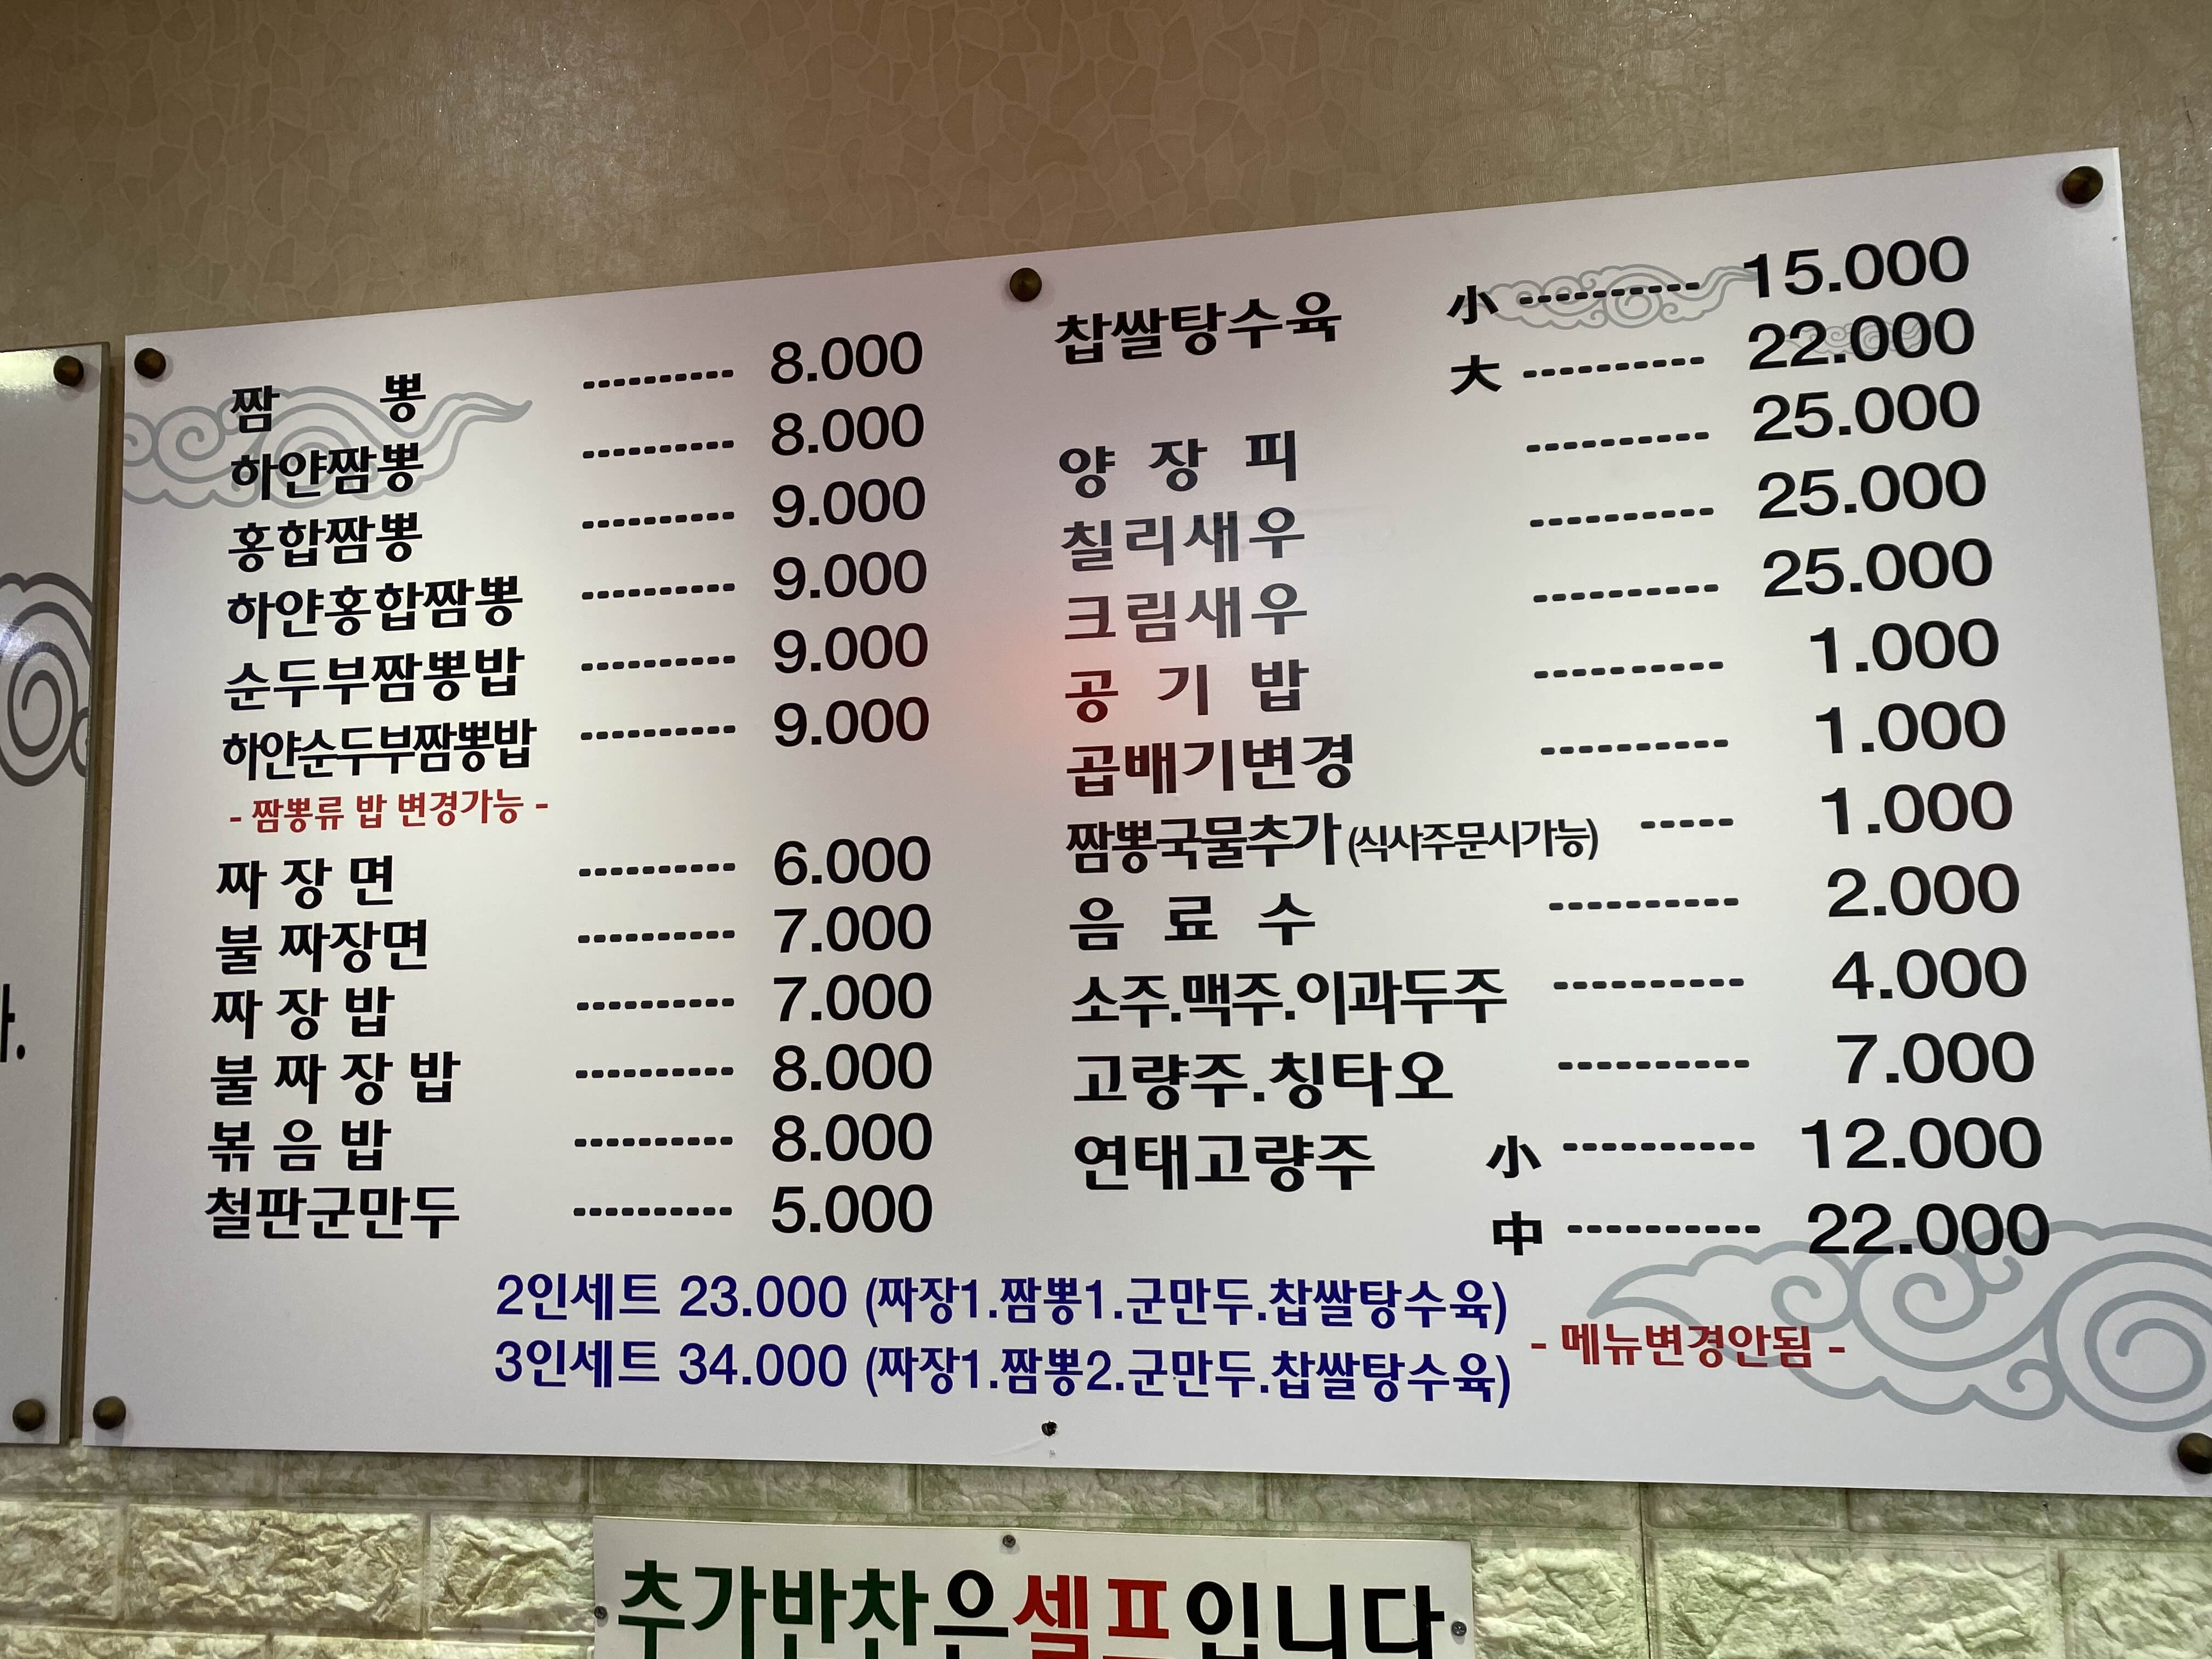 짬 뽕 ---------- 8.000
하얀짬뽕 ---------- 8.000
홍합짬뽕 ---------- 9.000
하얀홍합짬뽕 ---------- 9.000
순두부짬뽕밥 ---------- 9.000
하얀순두부짬뽕밥 ---------- 9.000
- 짬뽕류 밥 변경가능 -
짜 장 면 ---------- 6.000
불 짜장면 ---------- 7.000
짜 장 밥 ---------- 7.000
불 짜 장 밥 ---------- 8.000
볶 음 밥 ---------- 8.000
철판군만두 ---------- 5.000
찹쌀탕수육 小 ---------- 15.000
大 ---------- 22.000
양 장 피 ---------- 25.000
칠리새우 ---------- 25.000
크림새우 ---------- 25.000
공 기 밥 ---------- 1.000
곱배기변경 ---------- 1.000
짬뽕국물추가 (식사주문시가능) ----- 1.000
음 료 수 ---------- 2.000
소주.맥주.이과두주 ---------- 4.000
고량주.칭타오 ---------- 7.000
연태고량주 小 ---------- 12.000
中 ---------- 22.000
2인세트 23.000 (짜장1.짬뽕1.군만두.찹쌀탕수육)
3인세트 34.000 (짜장1.짬뽕2.군만두.찹쌀탕수육)
- 메뉴변경안됨 -
추가반찬은셀프입니다